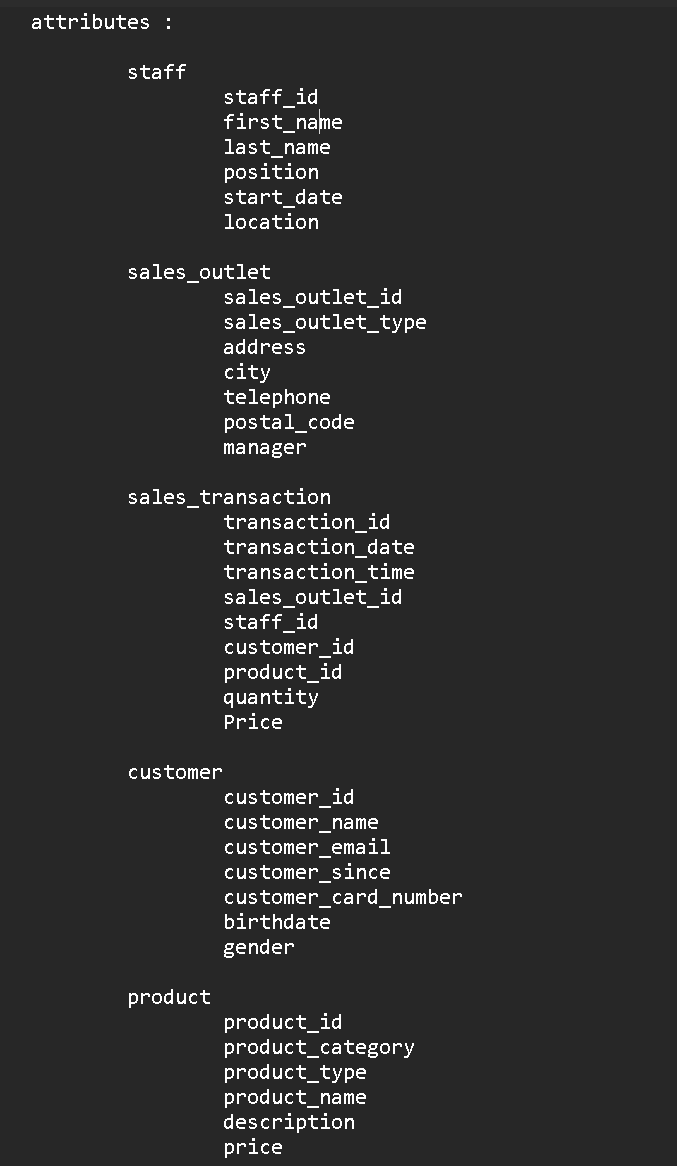 attributes :
staff
staff_id
first_name
last_name
position
start_date
location
sales_outlet
sales_outlet_id
sales_outlet_type
address
city
telephone
postal_code
manager
sales_transaction
transaction_id
transaction_date
transaction_time
sales_outlet_id
staff_id
customer_id
product_id
quantity
Price
customer
customer_id
customer_name
customer_email
customer_since
customer_card_number
birthdate
gender
product
product_id
product_category
product_type
product_name
description
price